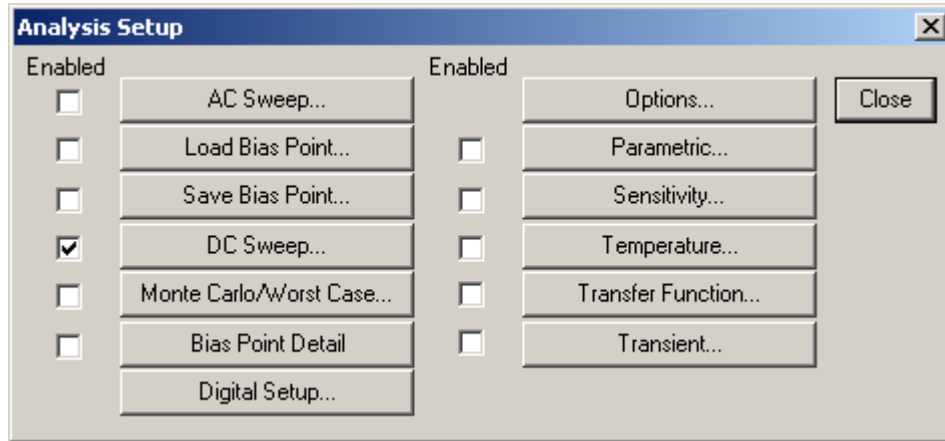 Analysis Setup
Enabled Enabled
AC Sweep... Options... Close
Load Bias Point... Parametric...
Save Bias Point... Sensitivity...
DC Sweep... Temperature...
Monte Carlo/Worst Case... Transfer Function...
Bias Point Detail Transient...
Digital Setup...